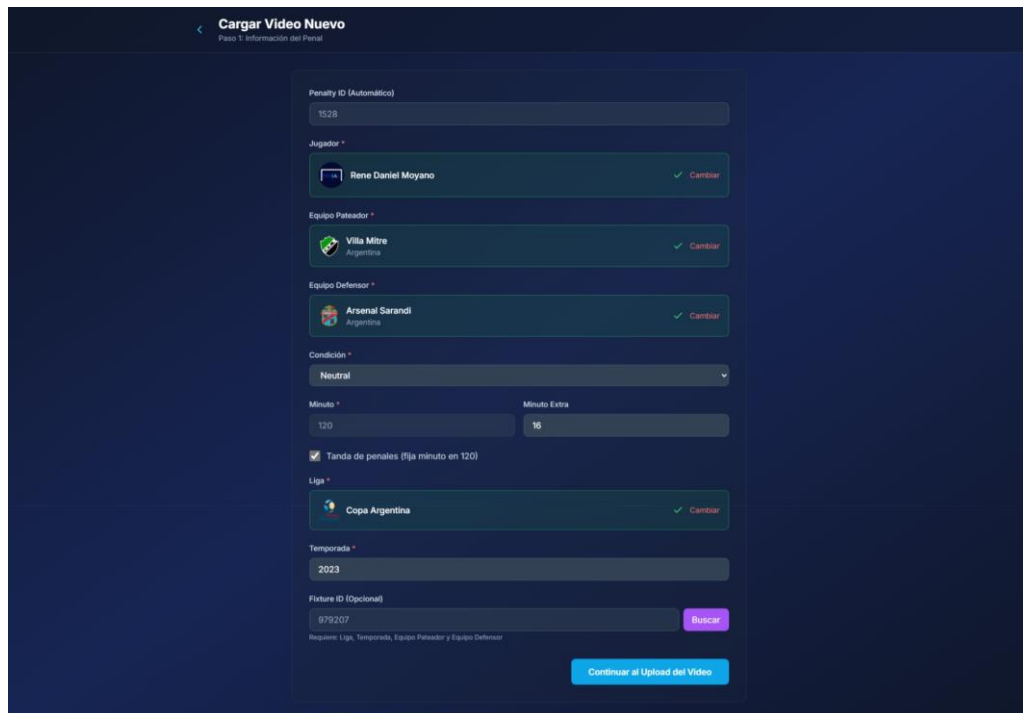 Cargar Video Nuevo
Paso 1: Información del Penal
Penalty ID (Automático)
1528
Jugador *
Rene Daniel Moyano
Cambiar
Equipo Pateador *
Villa Mitre
Argentina
Cambiar
Equipo Defensor *
Arsenal Sarandi
Argentina
Cambiar
Condición *
Neutral
Minuto * Minuto Extra
120 16
Tanda de penales (fija minuto en 120)
Liga *
Copa Argentina
Cambiar
Temporada *
2023
Fixture ID (Opcional)
979207 Buscar
Requiere: Liga, Temporada, Equipo Pateador y Equipo Defensor
Continuar al Upload del Video